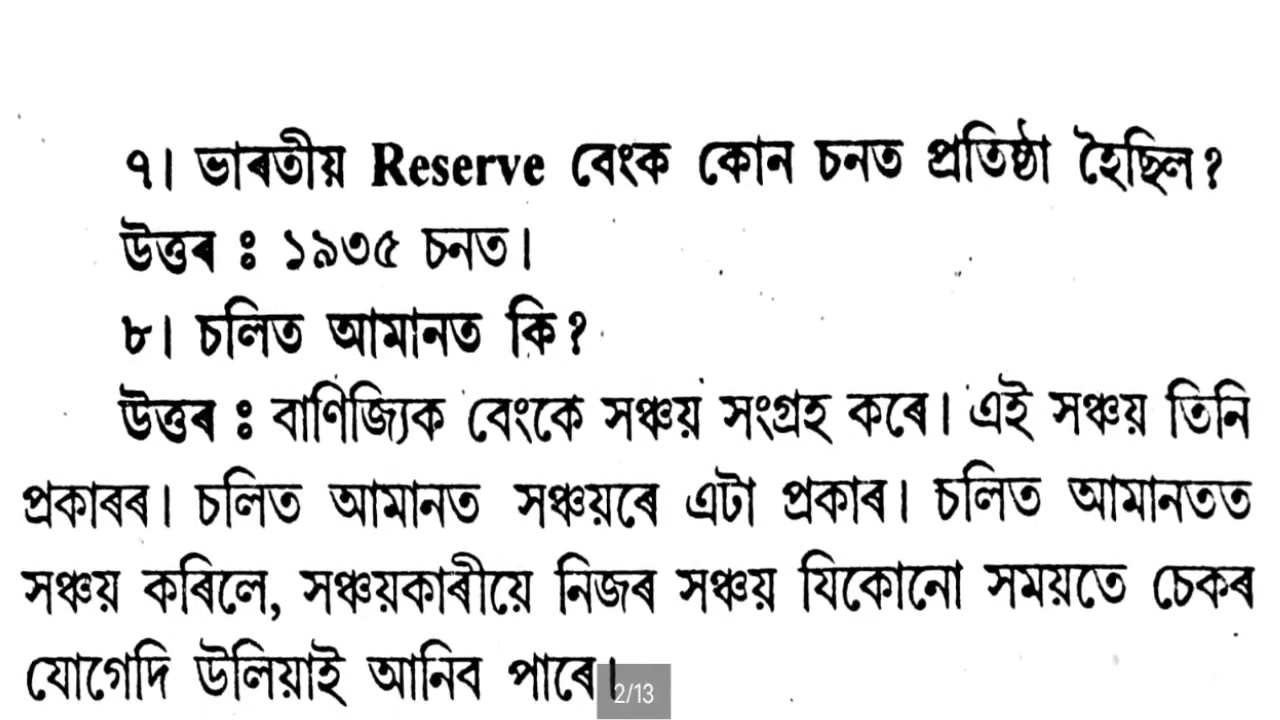 ৭। ভাৰতীয় Reserve বেংক কোন চনত প্ৰতিষ্ঠা হৈছিল?
উত্তৰ : ১৯৩৫ চনত।
৮। চলিত আমানত কি?
উত্তৰ : বাণিজ্যিক বেংকে সঞ্চয় সংগ্ৰহ কৰে। এই সঞ্চয় তিনি
প্ৰকাৰৰ। চলিত আমানত সঞ্চয়ৰে এটা প্ৰকাৰ। চলিত আমানতত
সঞ্চয় কৰিলে, সঞ্চয়কাৰীয়ে নিজৰ সঞ্চয় যিকোনো সময়তে চেকৰ
যোগেদি উলিয়াই আনিব পাৰে।
2/13